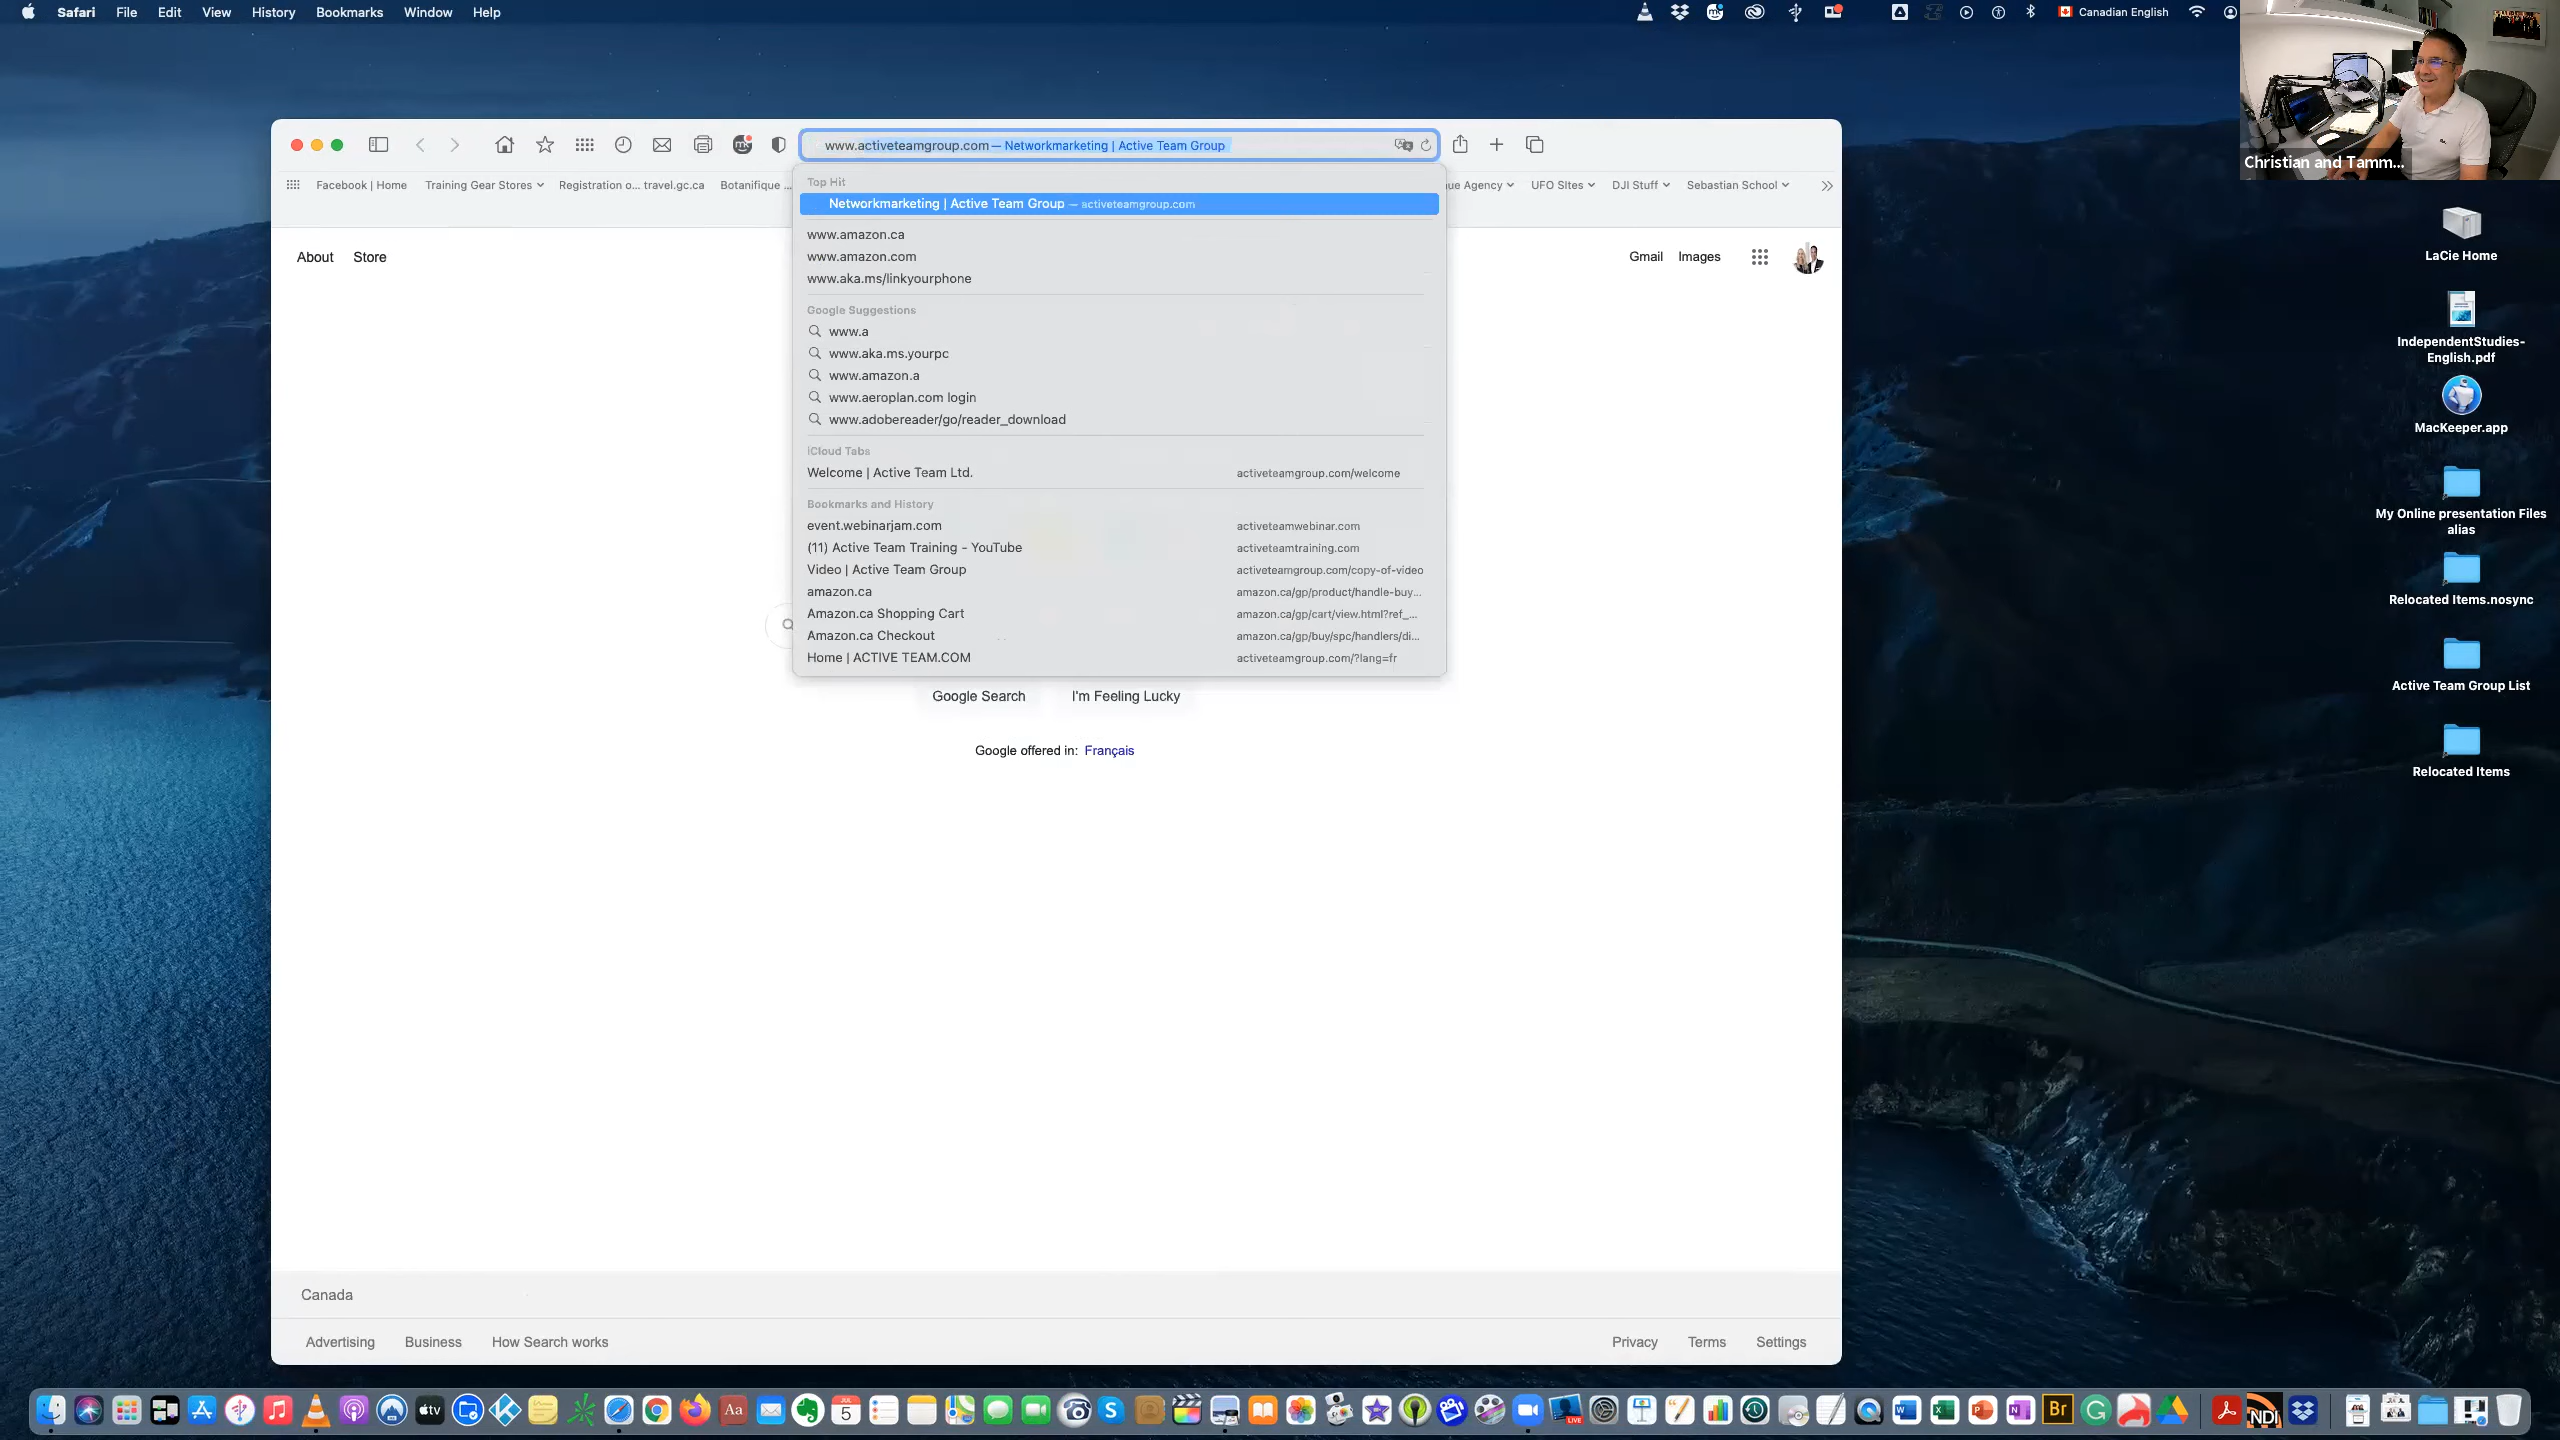 Safari File Edit View History Bookmarks Window Help
Canadian English
Christian and Tamm...
www.activeteamgroup.com — Networkmarketing | Active Team Group
Facebook | Home Training Gear Stores Registration o... travel.gc.ca Botanifique ... ue Agency UFO SItes DJI Stuff Sebastian School
Top Hit
Networkmarketing | Active Team Group — activeteamgroup.com
www.amazon.ca
www.amazon.com
www.aka.ms/linkyourphone
Google Suggestions
www.a
www.aka.ms.yourpc
www.amazon.a
www.aeroplan.com login
www.adobereader/go/reader_download
iCloud Tabs
Welcome | Active Team Ltd. activeteamgroup.com/welcome
Bookmarks and History
event.webinarjam.com activeteamwebinar.com
(11) Active Team Training - YouTube activeteamtraining.com
Video | Active Team Group activeteamgroup.com/copy-of-video
amazon.ca amazon.ca/gp/product/handle-buy...
Amazon.ca Shopping Cart amazon.ca/gp/cart/view.html?ref_...
Amazon.ca Checkout amazon.ca/gp/buy/spc/handlers/di...
Home | ACTIVE TEAM.COM activeteamgroup.com/?lang=fr
About Store
Gmail Images
Google Search I'm Feeling Lucky
Google offered in: Français
Canada
Advertising Business How Search works
Privacy Terms Settings
LaCie Home
IndependentStudies-
English.pdf
MacKeeper.app
My Online presentation Files
alias
Relocated Items.nosync
Active Team Group List
Relocated Items
tv
Aa
JUL
5
S
LIVE
W
X
P
N
Br
G
NDI